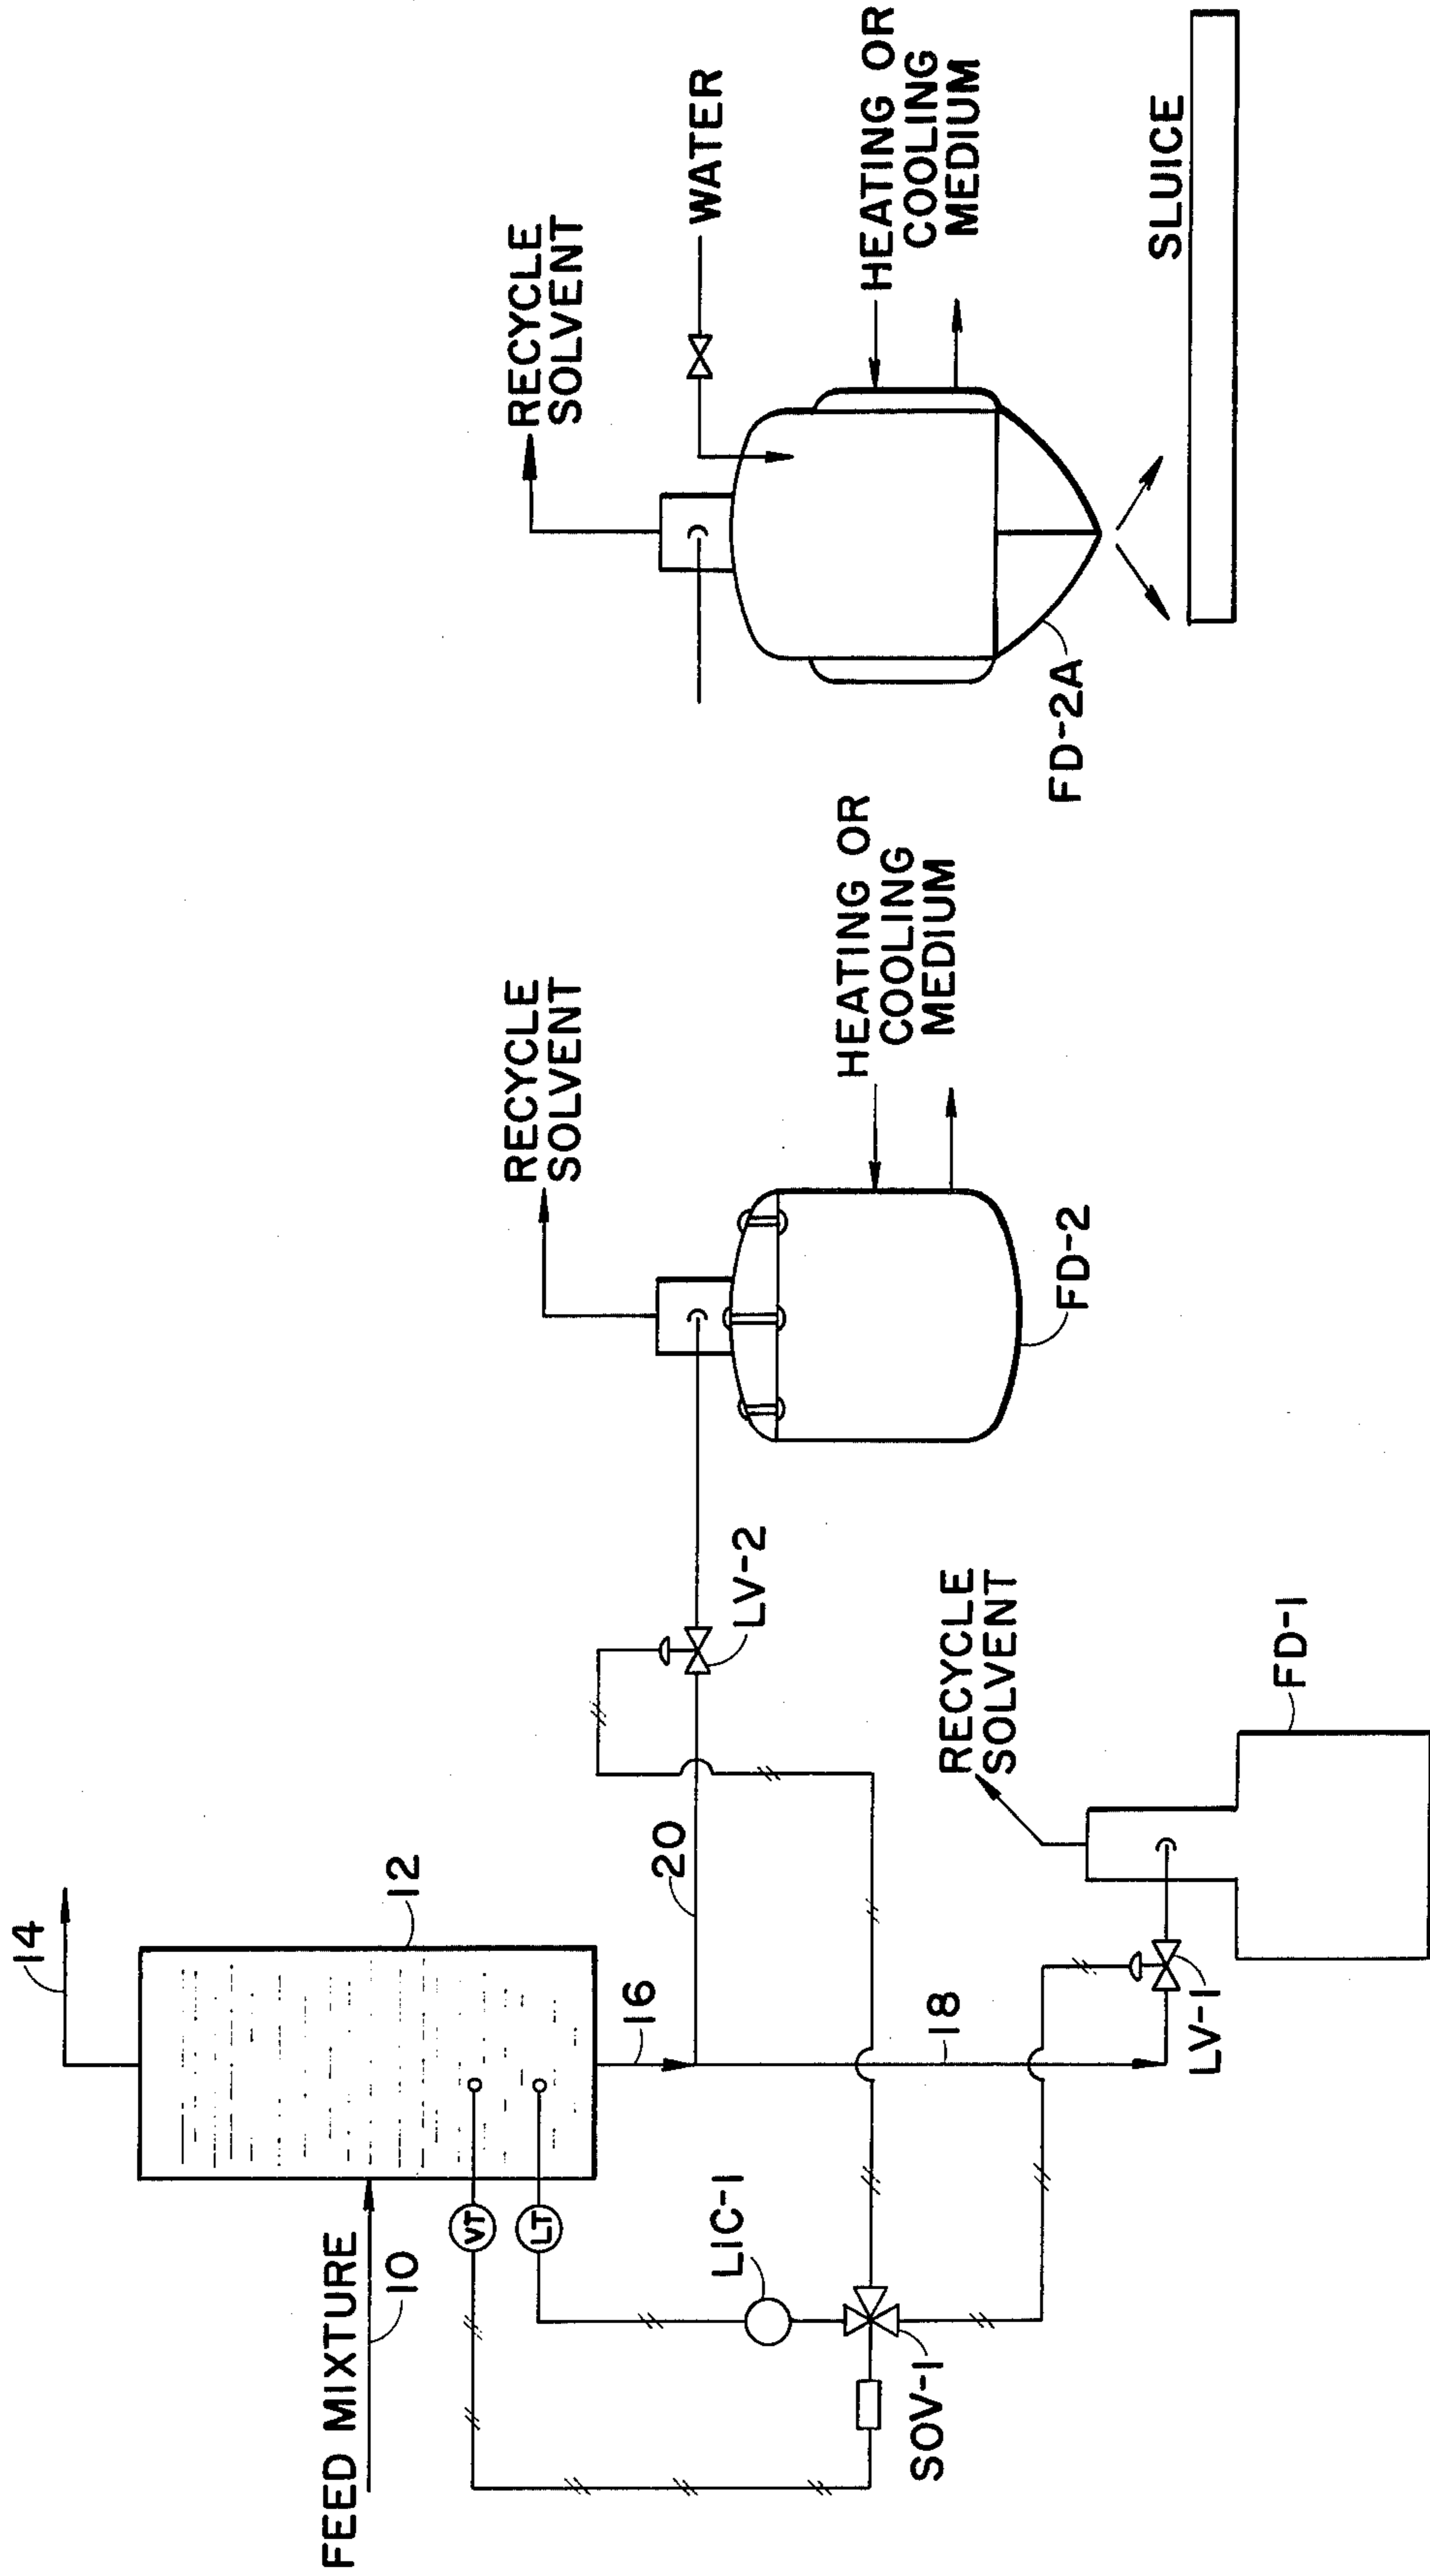 14
12
FEED MIXTURE
10
VT
LT
16
20
LIC-1
SOV-1
18
LV-1
LV-2
RECYCLE
SOLVENT
FD-1
RECYCLE
SOLVENT
HEATING OR
COOLING
MEDIUM
FD-2
RECYCLE
SOLVENT
WATER
HEATING OR
COOLING
MEDIUM
FD-2A
SLUICE